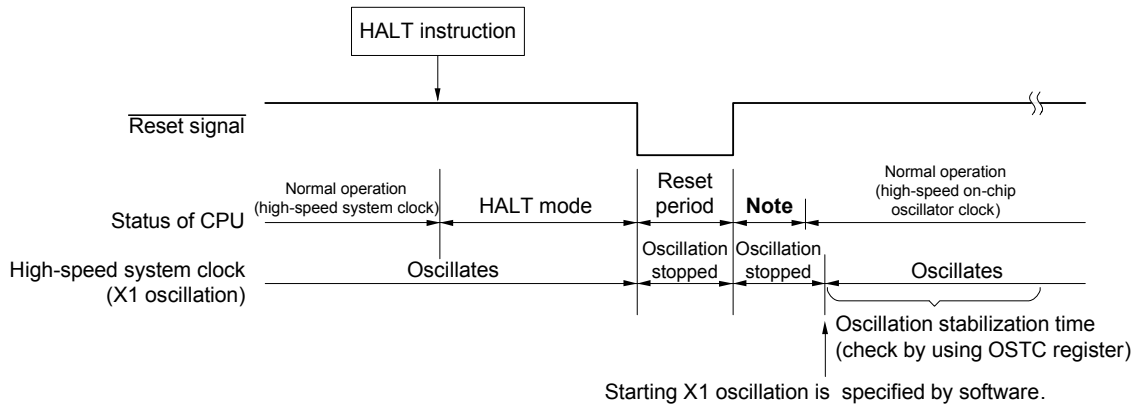 HALT instruction
Reset signal
Status of CPU
Normal operation
(high-speed system clock)
HALT mode
Reset
period
Note
Normal operation
(high-speed on-chip
oscillator clock)
High-speed system clock
(X1 oscillation)
Oscillates
Oscillation
stopped
Oscillation
stopped
Oscillates
Oscillation stabilization time
(check by using OSTC register)
Starting X1 oscillation is specified by software.